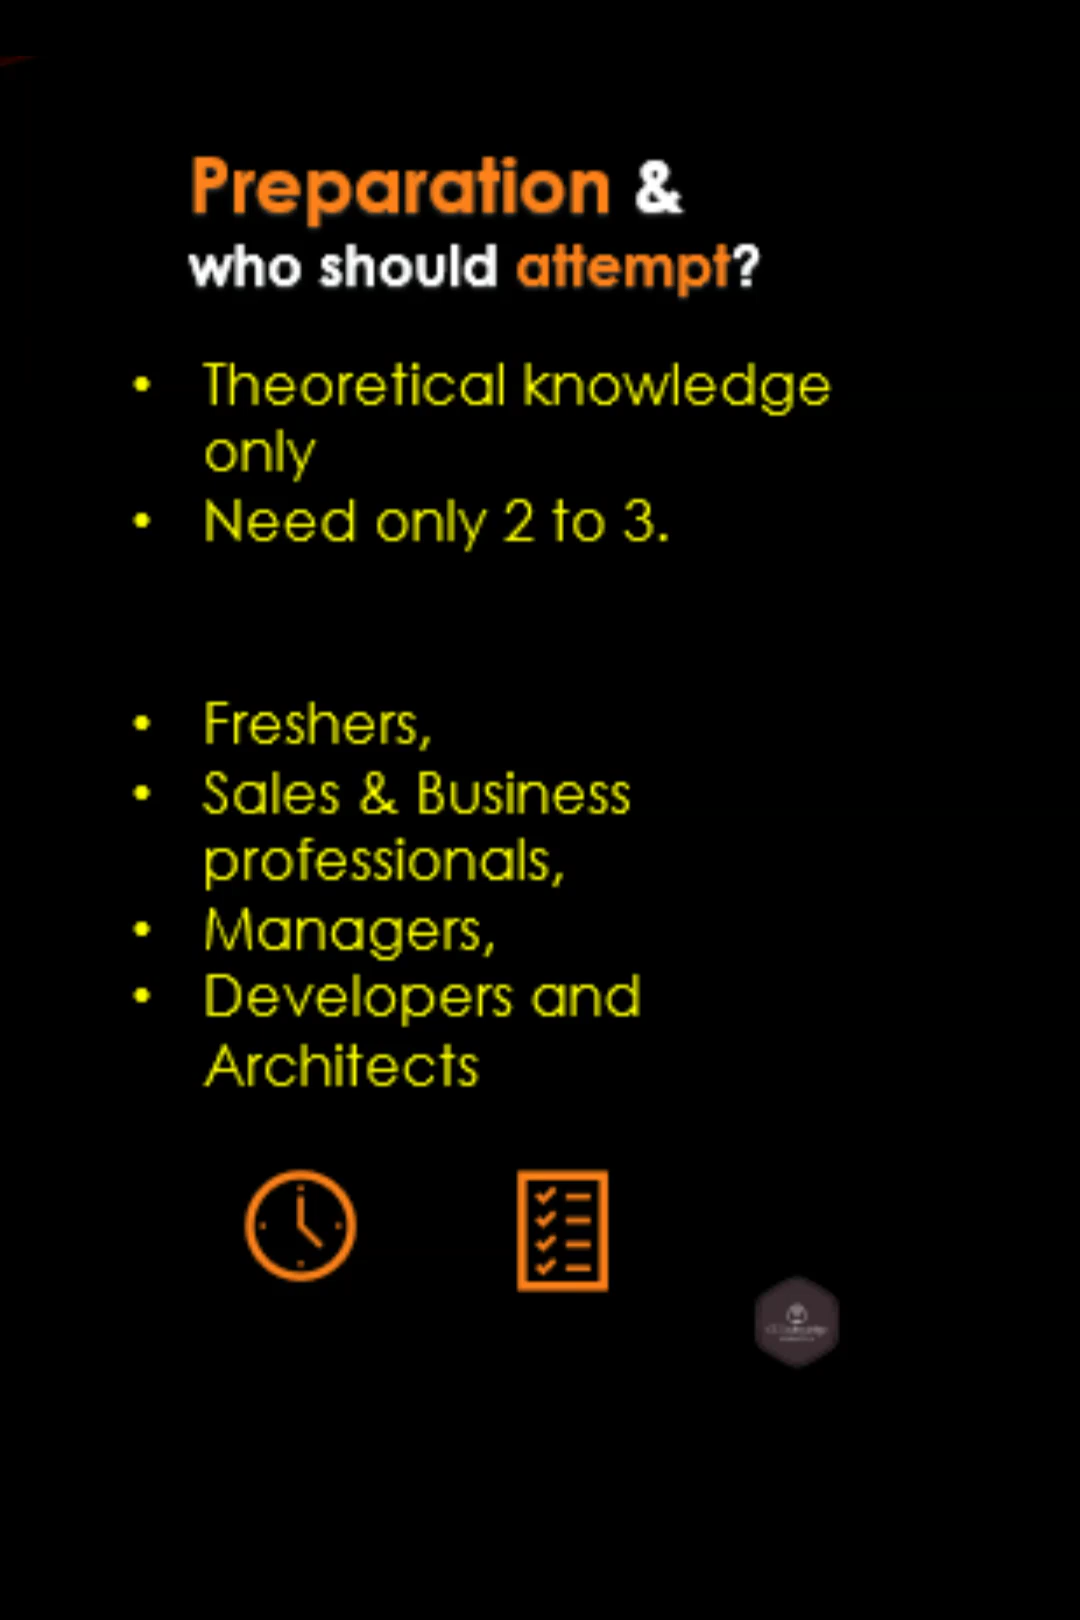 Preparation &
who should attempt?
• Theoretical knowledge
only
• Need only 2 to 3.
• Freshers,
• Sales & Business
professionals,
• Managers,
• Developers and
Architects